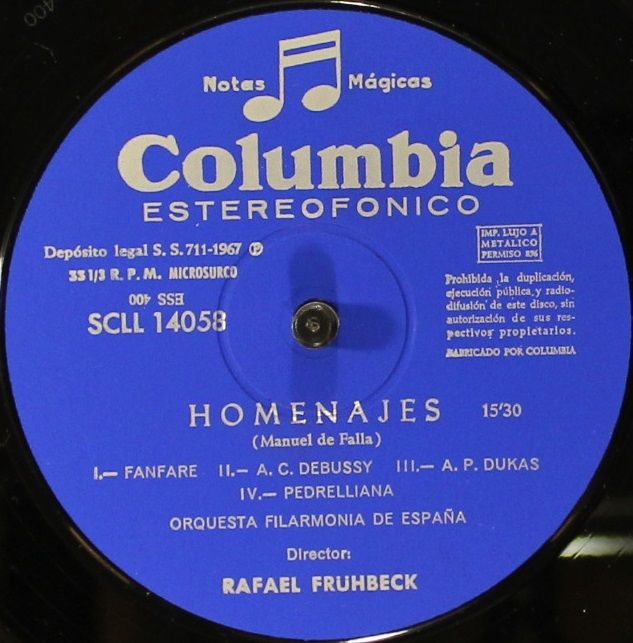 Notas Mágicas
Columbia
ESTEREOFONICO
Depósito legal S. S. 711-1967 Ⓟ
33 1/3 R. P. M. MICROSURCO
ESS 400
SCLL 14058
IMP. LUJO A
METALICO
PERMISO 896
Prohibida la duplicación,
ejecución pública y radio-
difusión de este disco, sin
autorización de sus res-
pectivos propietarios.
FABRICADO POR COLUMBIA
HOMENAJES 15'30
(Manuel de Falla)
I.— FANFARE II.— A. C. DEBUSSY III.— A. P. DUKAS
IV.— PEDRELLIANA
ORQUESTA FILARMONIA DE ESPAÑA
Director:
RAFAEL FRUHBECK